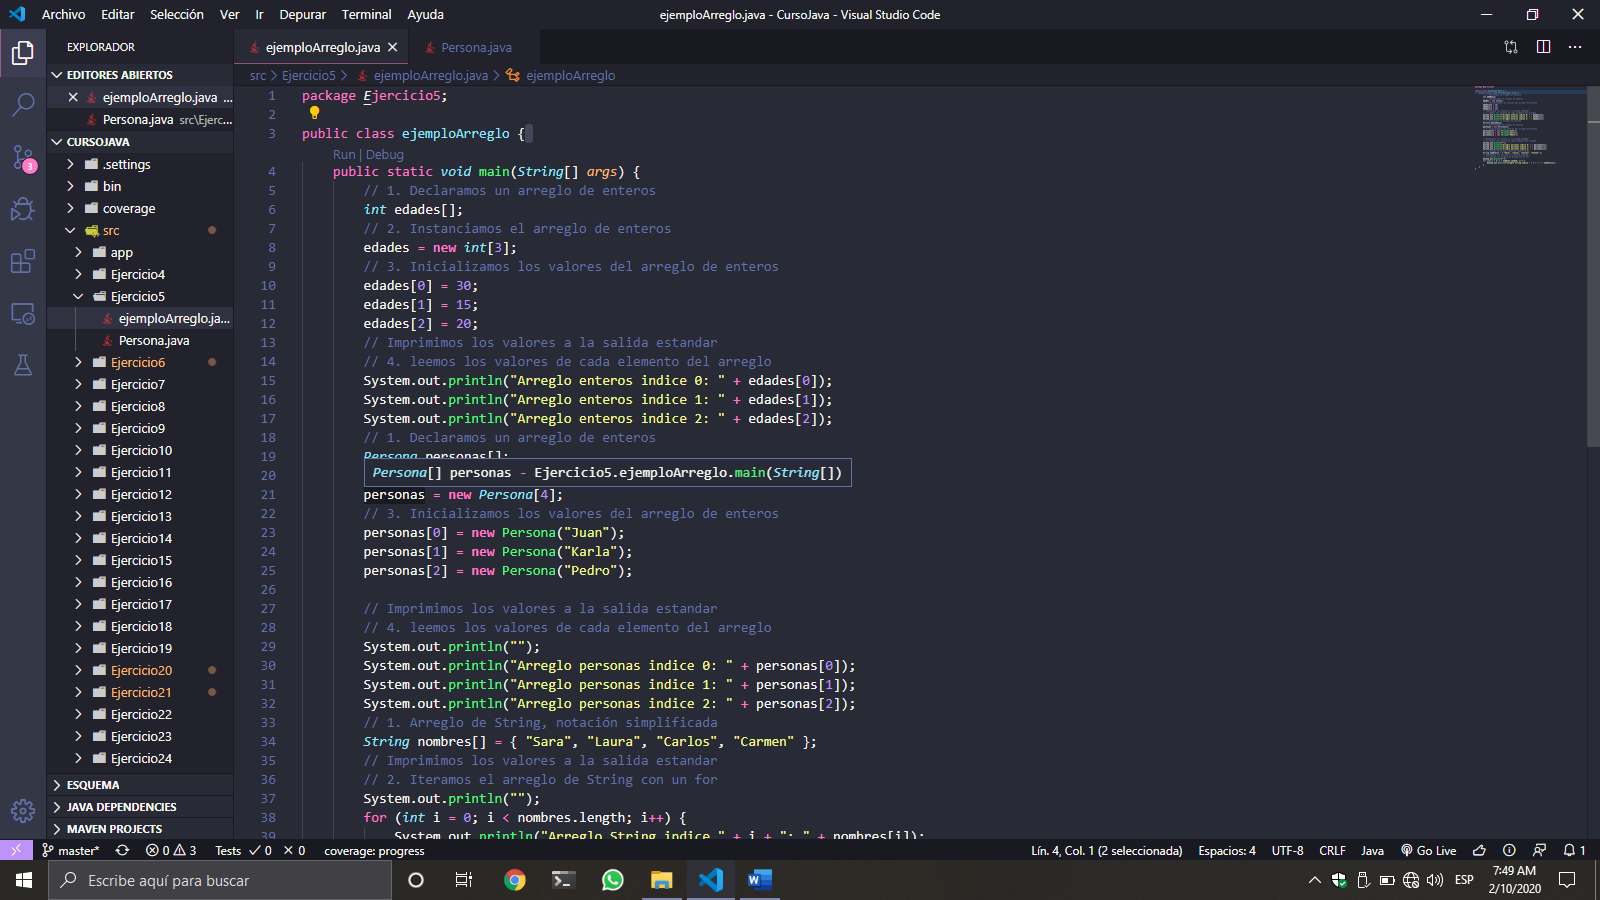 Archivo Editar Selección Ver Ir Depurar Terminal Ayuda
ejemploArreglo.java - CursoJava - Visual Studio Code
EXPLORADOR
EDITORES ABIERTOS
ejemploArreglo.java ...
Persona.java src\Ejerc...
CURSOJAVA
.settings
bin
coverage
src
app
Ejercicio4
Ejercicio5
ejemploArreglo.ja...
Persona.java
Ejercicio6
Ejercicio7
Ejercicio8
Ejercicio9
Ejercicio10
Ejercicio11
Ejercicio12
Ejercicio13
Ejercicio14
Ejercicio15
Ejercicio16
Ejercicio17
Ejercicio18
Ejercicio19
Ejercicio20
Ejercicio21
Ejercicio22
Ejercicio23
Ejercicio24
ESQUEMA
JAVA DEPENDENCIES
MAVEN PROJECTS
3
ejemploArreglo.java Persona.java
src > Ejercicio5 > ejemploArreglo.java > ejemploArreglo
1 package Ejercicio5;
2
3 public class ejemploArreglo {
Run | Debug
4 public static void main(String[] args) {
5 // 1. Declaramos un arreglo de enteros
6 int edades[];
7 // 2. Instanciamos el arreglo de enteros
8 edades = new int[3];
9 // 3. Inicializamos los valores del arreglo de enteros
10 edades[0] = 30;
11 edades[1] = 15;
12 edades[2] = 20;
13 // Imprimimos los valores a la salida estandar
14 // 4. leemos los valores de cada elemento del arreglo
15 System.out.println("Arreglo enteros indice 0: " + edades[0]);
16 System.out.println("Arreglo enteros indice 1: " + edades[1]);
17 System.out.println("Arreglo enteros indice 2: " + edades[2]);
18 // 1. Declaramos un arreglo de enteros
19 Persona personas[];
20 Persona[] personas - Ejercicio5.ejemploArreglo.main(String[])
21 personas = new Persona[4];
22 // 3. Inicializamos los valores del arreglo de enteros
23 personas[0] = new Persona("Juan");
24 personas[1] = new Persona("Karla");
25 personas[2] = new Persona("Pedro");
26
27 // Imprimimos los valores a la salida estandar
28 // 4. leemos los valores de cada elemento del arreglo
29 System.out.println("");
30 System.out.println("Arreglo personas indice 0: " + personas[0]);
31 System.out.println("Arreglo personas indice 1: " + personas[1]);
32 System.out.println("Arreglo personas indice 2: " + personas[2]);
33 // 1. Arreglo de String, notación simplificada
34 String nombres[] = { "Sara", "Laura", "Carlos", "Carmen" };
35 // Imprimimos los valores a la salida estandar
36 // 2. Iteramos el arreglo de String con un for
37 System.out.println("");
38 for (int i = 0; i < nombres.length; i++) {
39 System.out.println("Arreglo String indice " + i + ": " + nombres[i]);
master* 0 3 Tests 0 0 coverage: progress
Lín. 4, Col. 1 (2 seleccionada) Espacios: 4 UTF-8 CRLF Java Go Live 1
Escribe aquí para buscar
ESP
7:49 AM
2/10/2020